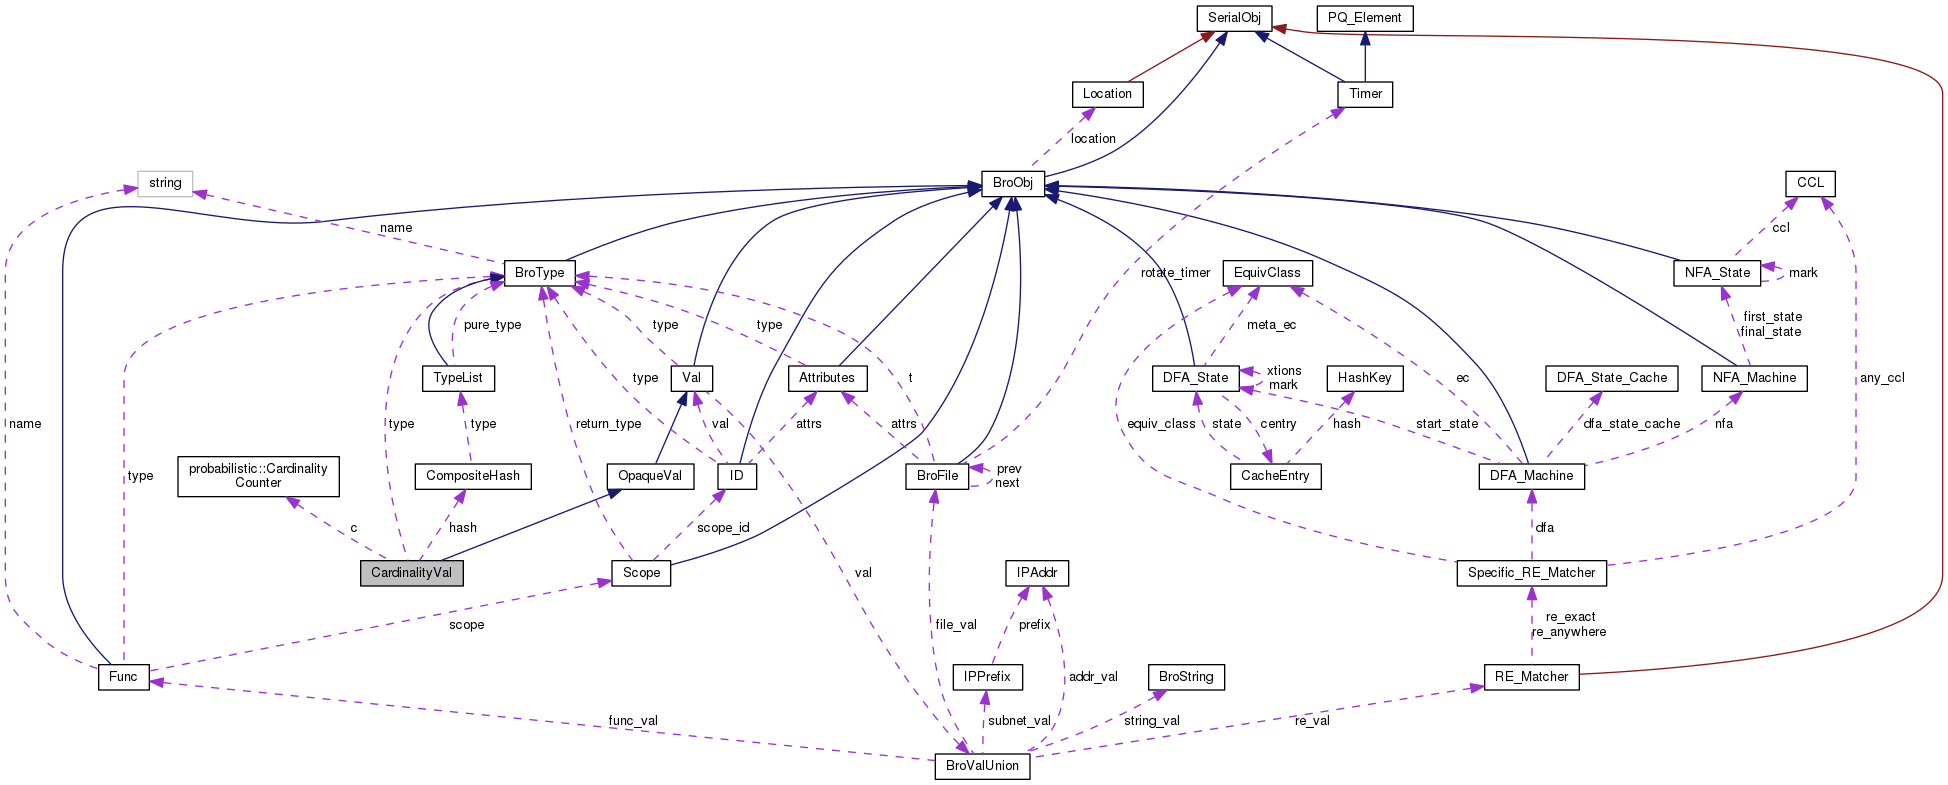 SerialObj
PQ_Element
Location
Timer
location
string
BroObj
CCL
name
ccl
BroType
rotate_timer
EquivClass
NFA_State
mark
pure_type
type
type
meta_ec
first_state
final_state
TypeList
Val
Attributes
type
t
DFA_State
xtions
mark
HashKey
ec
DFA_State_Cache
NFA_Machine
any_ccl
name
type
type
return_type
val
attrs
attrs
equiv_class
state
centry
hash
start_state
dfa_state_cache
nfa
probabilistic::Cardinality
Counter
type
CompositeHash
OpaqueVal
ID
BroFile
prev
next
CacheEntry
DFA_Machine
c
hash
scope_id
dfa
CardinalityVal
Scope
val
IPAddr
Specific_RE_Matcher
scope
file_val
prefix
re_exact
re_anywhere
Func
IPPrefix
addr_val
BroString
RE_Matcher
func_val
subnet_val
string_val
re_val
BroValUnion